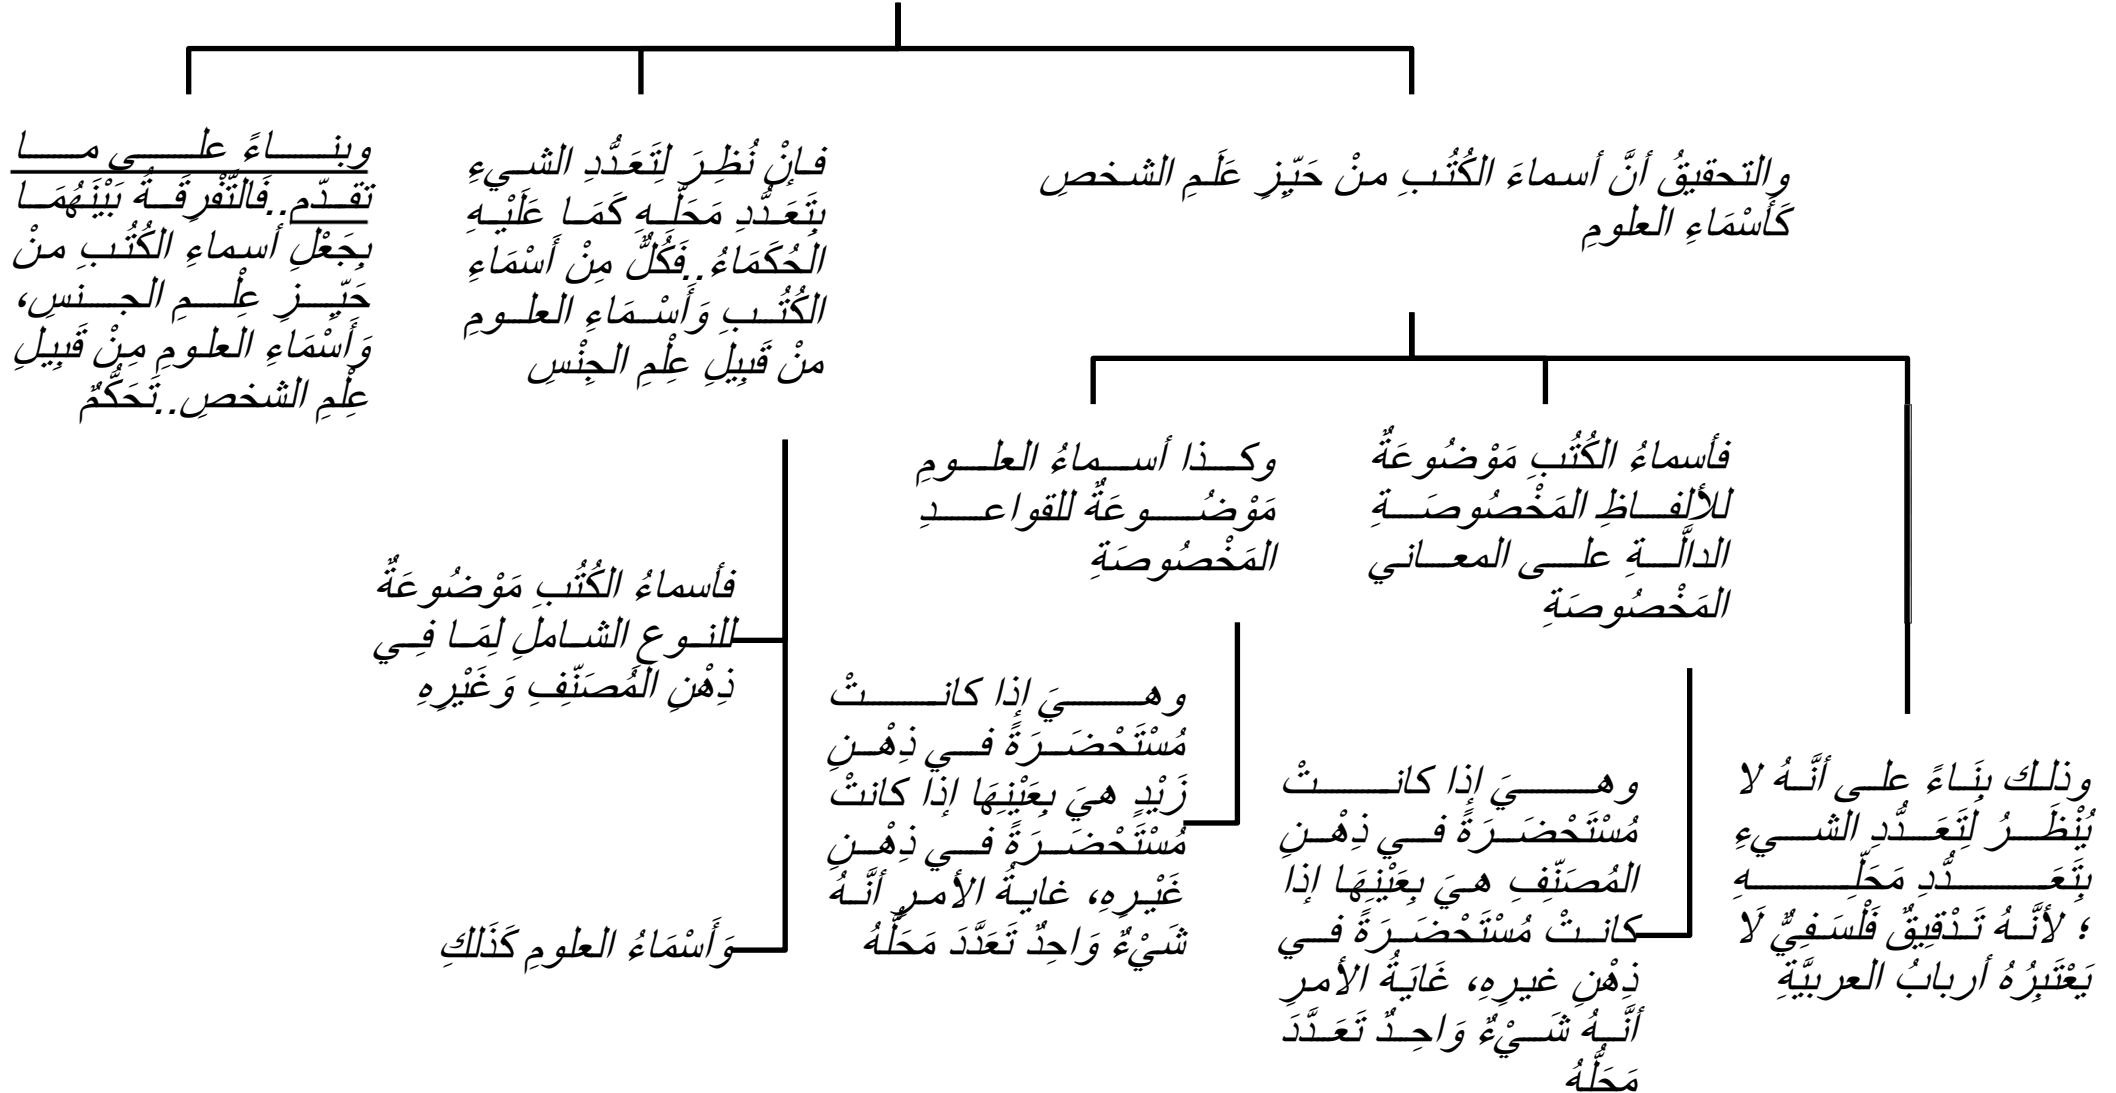 والتحقيقُ أنَّ أسماءَ الكُتُبِ منْ حَيّزِ عَلَمِ الشخصِ
كَأَسْمَاءِ العلومِ
وذلك بِنَاءً على أنَّهُ لا
يُنْظَرُ لِتَعَدُّدِ الشيءِ
بِتَعَدُّدِ مَحَلِّهِ
؛ لأنَّهُ تَدْقِيقٌ فَلْسَفِيٌّ لَا
يَعْتَبِرُهُ أربابُ العربيَّةِ
فأسماءُ الكُتُبِ مَوْضُوعَةٌ
للألفاظِ المَخْصُوصَةِ
الدالَّةِ على المعاني
المَخْصُوصَةِ
وهيَ إذا كانتْ
مُسْتَحْضَرَةً في ذِهْنِ
المُصَنِّفِ هيَ بِعَيْنِهَا إذا
كانتْ مُسْتَحْضَرَةً في
ذِهْنِ غيرِهِ، غَايَةُ الأمرِ
أنَّهُ شَيْءٌ وَاحِدٌ تَعَدَّدَ
مَحَلُّهُ
وكذا أسماءُ العلومِ
مَوْضُوعَةٌ للقواعدِ
المَخْصُوصَةِ
وهيَ إذا كانتْ
مُسْتَحْضَرَةً في ذِهْنِ
زَيْدٍ هيَ بِعَيْنِهَا إذا كانتْ
مُسْتَحْضَرَةً في ذِهْنِ
غَيْرِهِ، غايةُ الأمرِ أنَّهُ
شَيْءٌ وَاحِدٌ تَعَدَّدَ مَحَلُّهُ
فإنْ نُظِرَ لِتَعَدُّدِ الشيءِ
بِتَعَدُّدِ مَحَلِّهِ كَمَا عَلَيْهِ
الحُكَمَاءُ..فَكُلٌّ مِنْ أَسْمَاءِ
الكُتُبِ وَأَسْمَاءِ العلومِ
منْ قَبِيلِ عِلْمِ الجِنْسِ
فأسماءُ الكُتُبِ مَوْضُوعَةٌ
للنوعِ الشاملِ لِمَا فِي
ذِهْنِ المُصَنِّفِ وَغَيْرِهِ
وَأَسْمَاءُ العلومِ كَذَلكِ
وبناءً على ما
تقدّم..فَالتَّفْرِقَةُ بَيْنَهُمَا
بِجَعْلِ أسماءِ الكُتُبِ منْ
حَيّزِ عِلْمِ الجنسِ،
وَأَسْمَاءِ العلومِ مِنْ قَبِيلِ
عِلْمِ الشخصِ..تَحَكُّمٌ